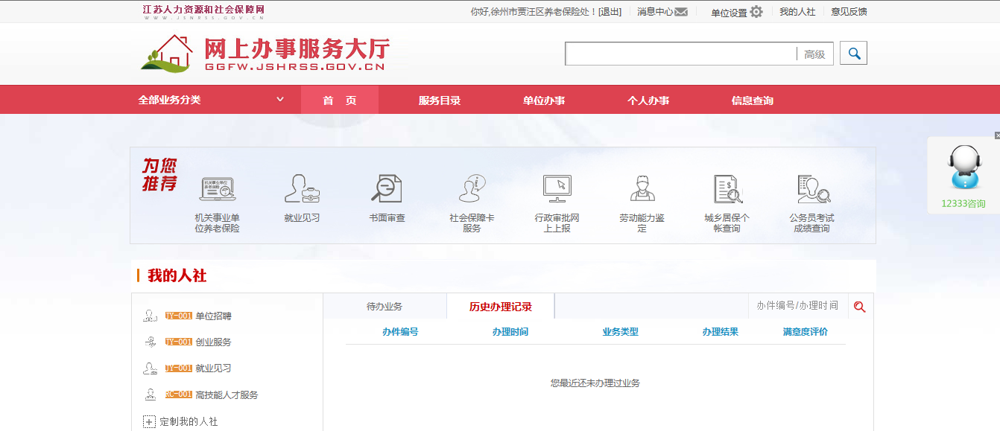 江苏人力资源和社会保障网
WWW.JSHRSS.GOV.CN
你好,徐州市贾汪区养老保险处！[退出]
消息中心
单位设置
我的人社
意见反馈
网上办事服务大厅
GGFW.JSHRSS.GOV.CN
高级
全部业务分类
首 页
服务目录
单位办事
个人办事
信息查询
为您
推荐
机关事业单位
养老保险
机关事业单
位养老保险
就业见习
书面审查
社会保障卡
服务
行政审批网
上上报
劳动能力鉴
定
城乡居保个
帐查询
公务员考试
成绩查询
12333咨询
我的人社
JY-001 单位招聘
JY-001 创业服务
JY-001 就业见习
RC-001 高技能人才服务
定制我的人社
待办业务
历史办理记录
办件编号/办理时间
办件编号
办理时间
业务类型
办理结果
满意度评价
您最近还未办理过业务